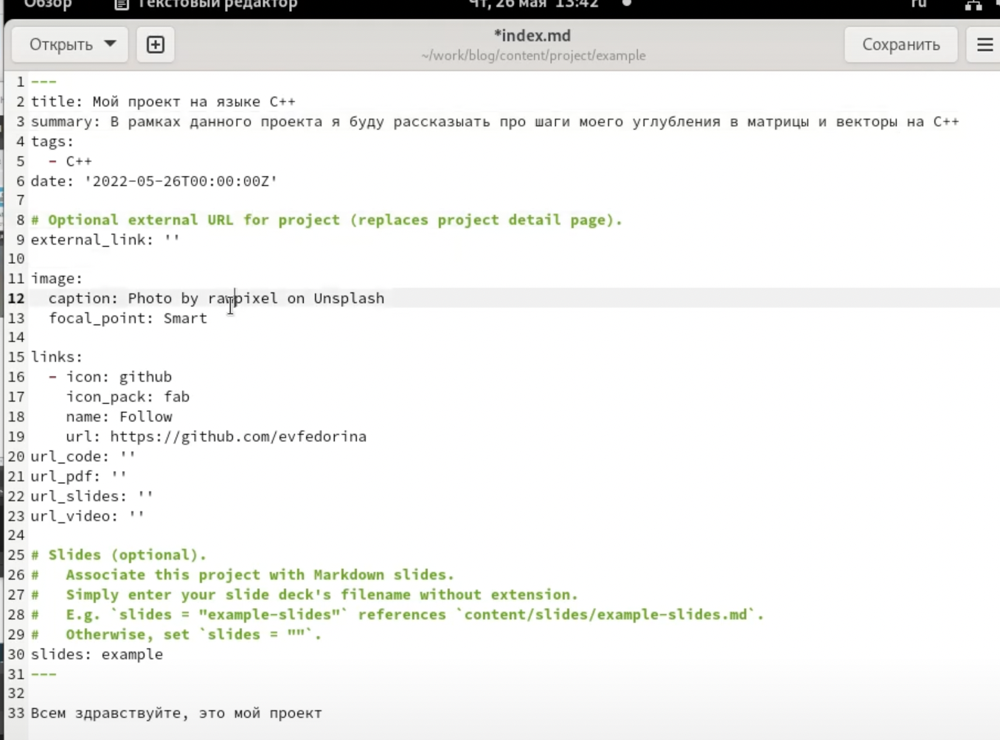 Обзор Текстовый редактор Чт, 26 мая 13:42 ru
Открыть *index.md Сохранить
~/work/blog/content/project/example
1 ---
2 title: Мой проект на языке C++
3 summary: В рамках данного проекта я буду рассказыать про шаги моего углубления в матрицы и векторы на C++
4 tags:
5   - C++
6 date: '2022-05-26T00:00:00Z'
7
8 # Optional external URL for project (replaces project detail page).
9 external_link: ''
10
11 image:
12   caption: Photo by rawpixel on Unsplash
13   focal_point: Smart
14
15 links:
16   - icon: github
17     icon_pack: fab
18     name: Follow
19     url: https://github.com/evfedorina
20 url_code: ''
21 url_pdf: ''
22 url_slides: ''
23 url_video: ''
24
25 # Slides (optional).
26 #   Associate this project with Markdown slides.
27 #   Simply enter your slide deck's filename without extension.
28 #   E.g. `slides = "example-slides"` references `content/slides/example-slides.md`.
29 #   Otherwise, set `slides = ""`.
30 slides: example
31 ---
32
33 Всем здравствуйте, это мой проект